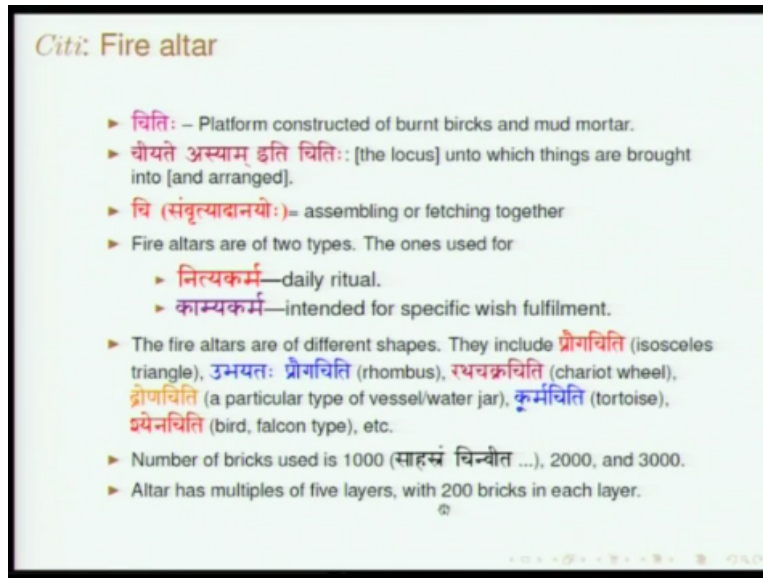 Citi: Fire altar
► चितिः – Platform constructed of burnt bircks and mud mortar.
► चीयते अस्याम् इति चितिः: [the locus] unto which things are brought
into [and arranged].
► चि (संवृत्यादानयोः)= assembling or fetching together
► Fire altars are of two types. The ones used for
► नित्यकर्म—daily ritual.
► काम्यकर्म—intended for specific wish fulfilment.
► The fire altars are of different shapes. They include प्रौगचिति (isosceles
triangle), उभयतः प्रौगचिति (rhombus), रथचक्रचिति (chariot wheel),
द्रोणचिति (a particular type of vessel/water jar), कूर्मचिति (tortoise),
श्येनचिति (bird, falcon type), etc.
► Number of bricks used is 1000 (साहस्रं चिन्वीत ...), 2000, and 3000.
► Altar has multiples of five layers, with 200 bricks in each layer.